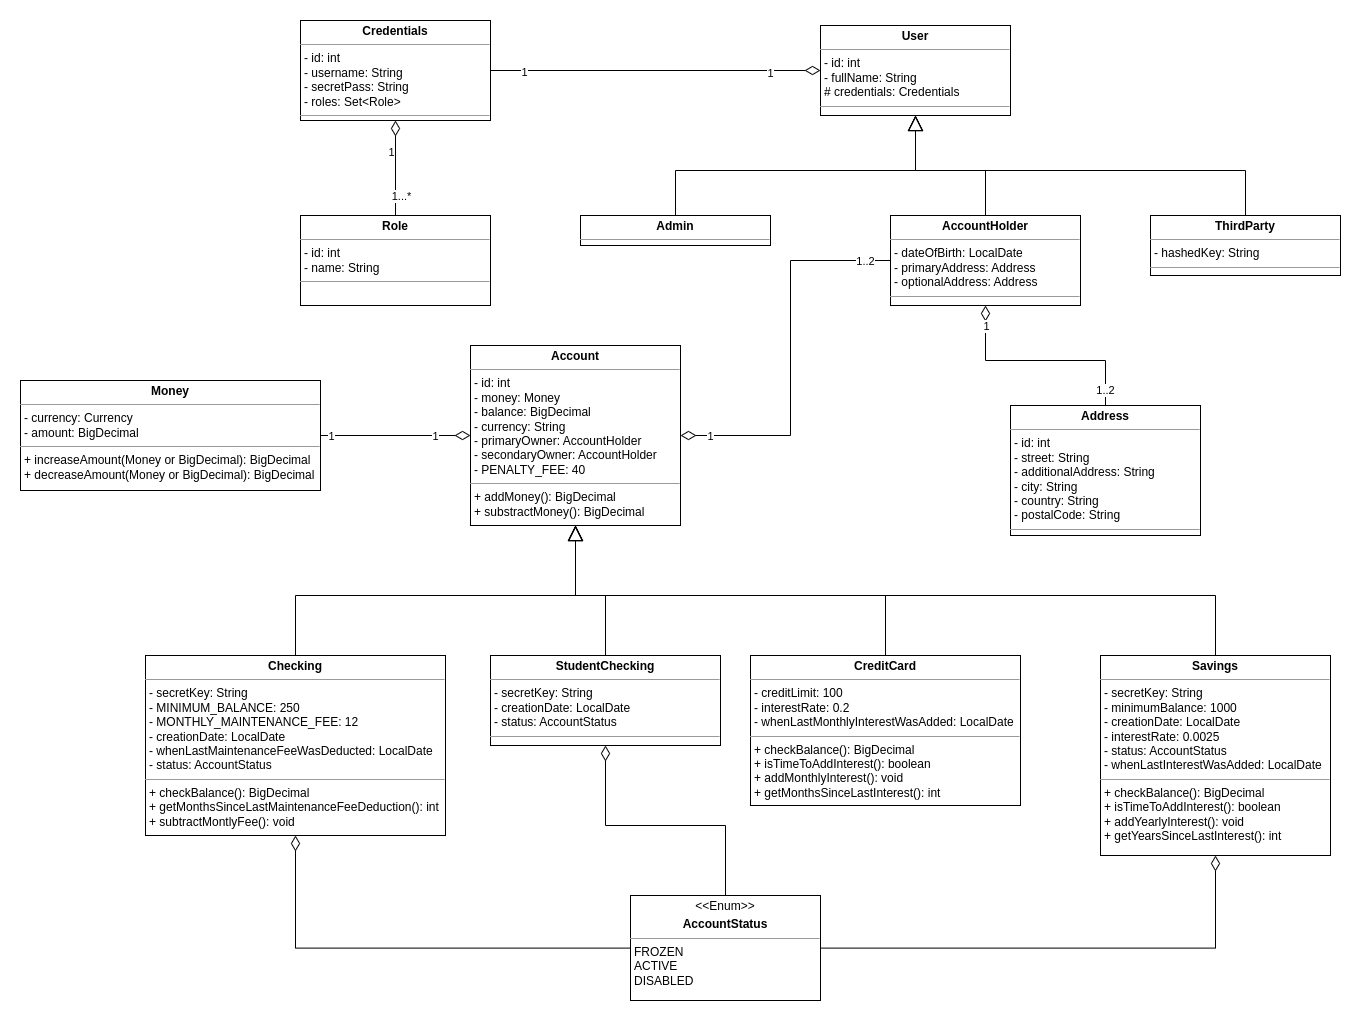 Credentials
- id: int
- username: String
- secretPass: String
- roles: Set<Role>
User
- id: int
- fullName: String
# credentials: Credentials
1
1
1
1...*
Role
- id: int
- name: String
Admin
AccountHolder
- dateOfBirth: LocalDate
- primaryAddress: Address
- optionalAddress: Address
ThirdParty
- hashedKey: String
1..2
1
1..2
Money
- currency: Currency
- amount: BigDecimal
+ increaseAmount(Money or BigDecimal): BigDecimal
+ decreaseAmount(Money or BigDecimal): BigDecimal
1
1
Account
- id: int
- money: Money
- balance: BigDecimal
- currency: String
- primaryOwner: AccountHolder
- secondaryOwner: AccountHolder
- PENALTY_FEE: 40
+ addMoney(): BigDecimal
+ substractMoney(): BigDecimal
1
Address
- id: int
- street: String
- additionalAddress: String
- city: String
- country: String
- postalCode: String
Checking
- secretKey: String
- MINIMUM_BALANCE: 250
- MONTHLY_MAINTENANCE_FEE: 12
- creationDate: LocalDate
- whenLastMaintenanceFeeWasDeducted: LocalDate
- status: AccountStatus
+ checkBalance(): BigDecimal
+ getMonthsSinceLastMaintenanceFeeDeduction(): int
+ subtractMontlyFee(): void
StudentChecking
- secretKey: String
- creationDate: LocalDate
- status: AccountStatus
CreditCard
- creditLimit: 100
- interestRate: 0.2
- whenLastMonthlyInterestWasAdded: LocalDate
+ checkBalance(): BigDecimal
+ isTimeToAddInterest(): boolean
+ addMonthlyInterest(): void
+ getMonthsSinceLastInterest(): int
Savings
- secretKey: String
- minimumBalance: 1000
- creationDate: LocalDate
- interestRate: 0.0025
- status: AccountStatus
- whenLastInterestWasAdded: LocalDate
+ checkBalance(): BigDecimal
+ isTimeToAddInterest(): boolean
+ addYearlyInterest(): void
+ getYearsSinceLastInterest(): int
<<Enum>>
AccountStatus
FROZEN
ACTIVE
DISABLED